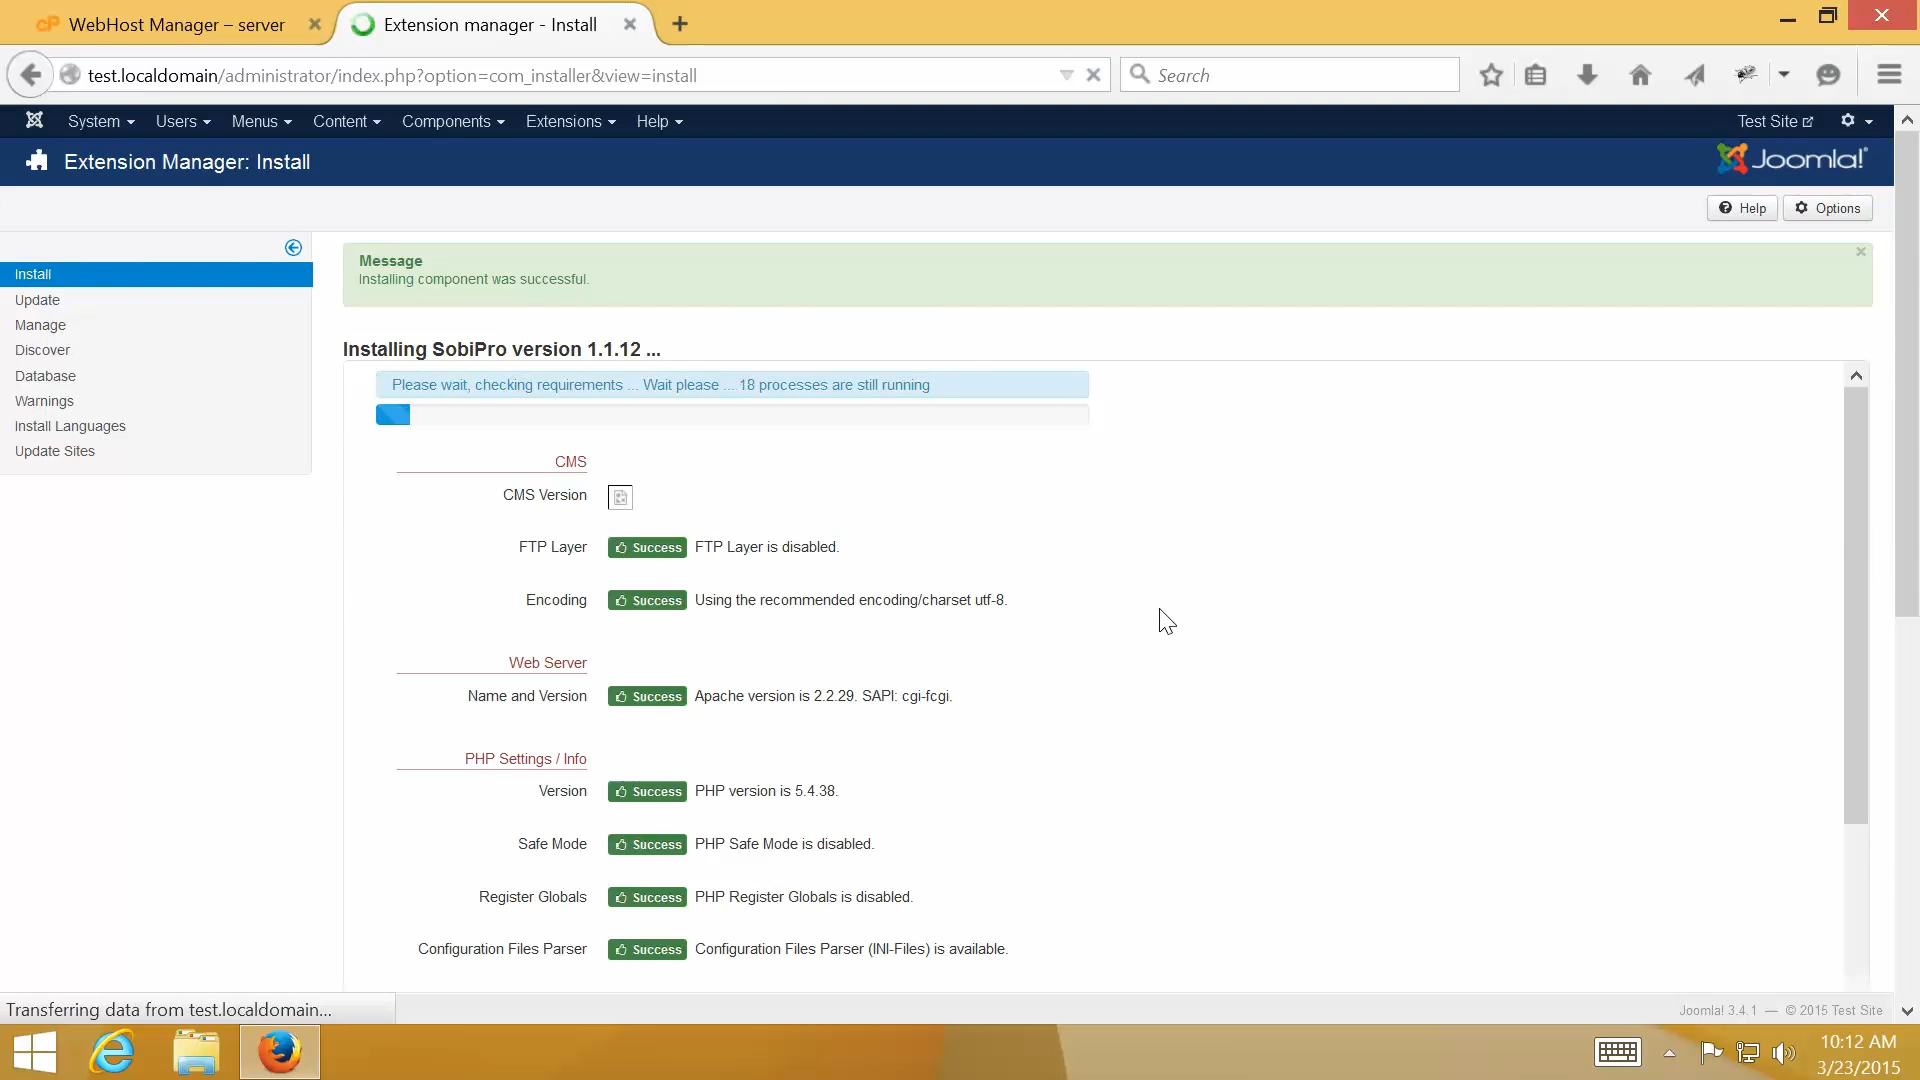 cP WebHost Manager – server
Extension manager - Install
test.localdomain/administrator/index.php?option=com_installer&view=install
Search
System
Users
Menus
Content
Components
Extensions
Help
Test Site
Extension Manager: Install
Joomla!
Help
Options
Install
Update
Manage
Discover
Database
Warnings
Install Languages
Update Sites
Message
Installing component was successful.
Installing SobiPro version 1.1.12 ...
Please wait, checking requirements ... Wait please ... 18 processes are still running
CMS
CMS Version
FTP Layer Success FTP Layer is disabled.
Encoding Success Using the recommended encoding/charset utf-8.
Web Server
Name and Version Success Apache version is 2.2.29. SAPI: cgi-fcgi.
PHP Settings / Info
Version Success PHP version is 5.4.38.
Safe Mode Success PHP Safe Mode is disabled.
Register Globals Success PHP Register Globals is disabled.
Configuration Files Parser Success Configuration Files Parser (INI-Files) is available.
Transferring data from test.localdomain...
Joomla! 3.4.1 — © 2015 Test Site
10:12 AM
3/23/2015